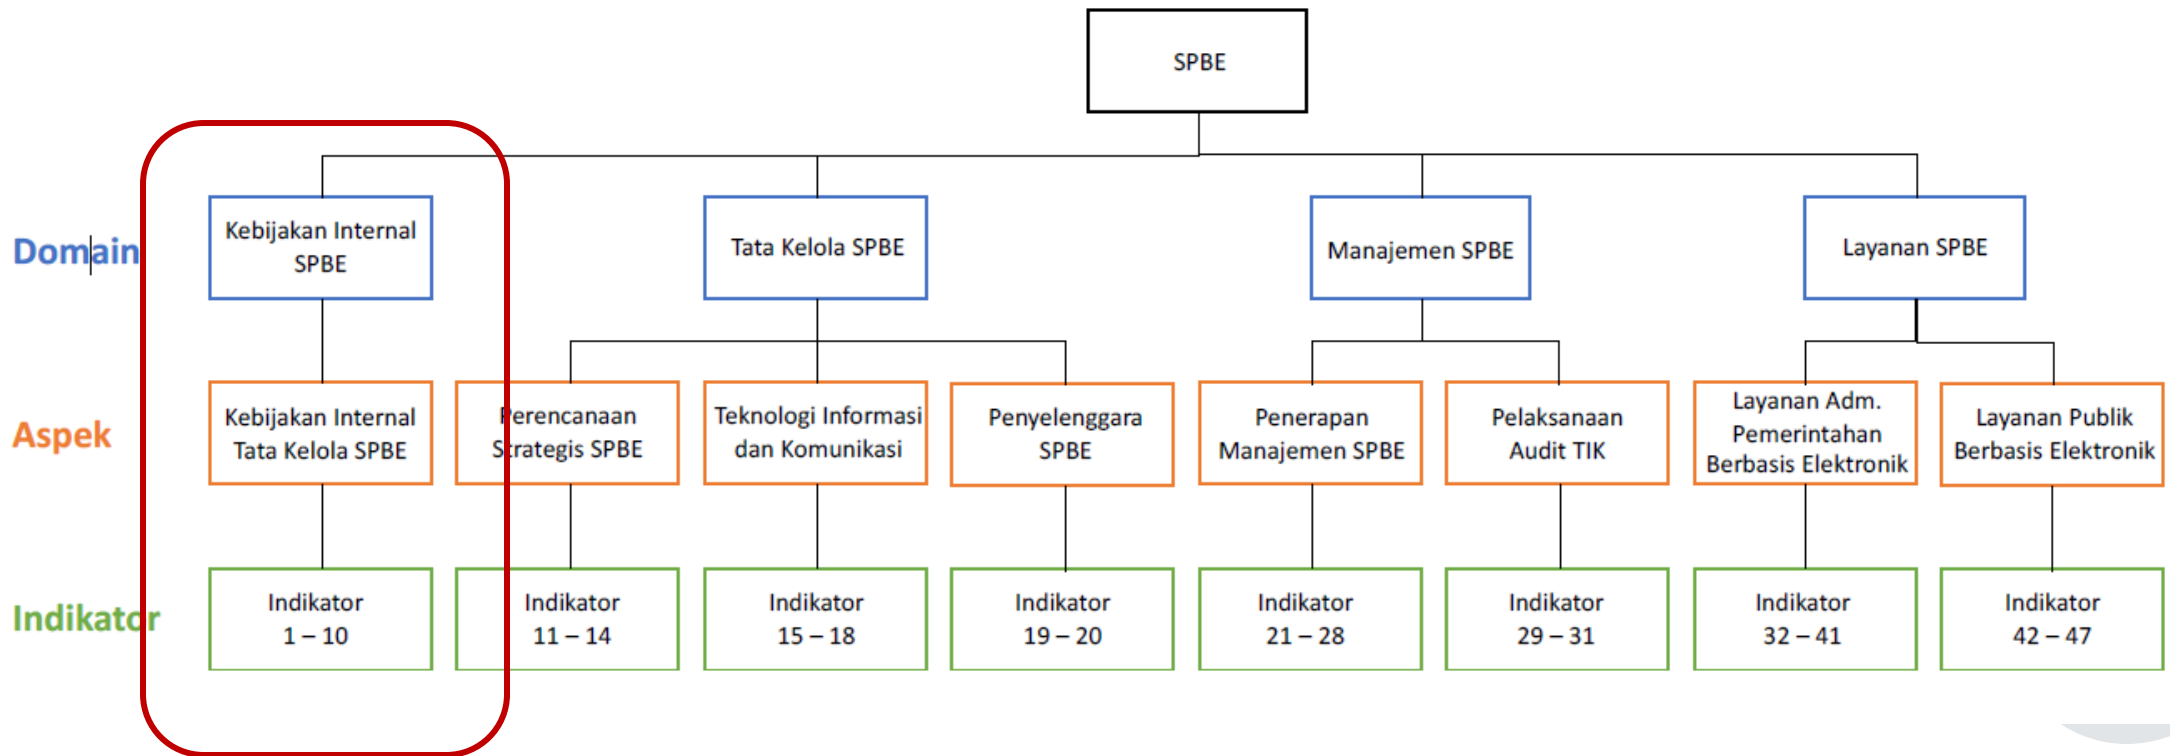 SPBE
Domain
Kebijakan Internal
SPBE
Tata Kelola SPBE
Manajemen SPBE
Layanan SPBE
Aspek
Kebijakan Internal
Tata Kelola SPBE
Perencanaan
Strategis SPBE
Teknologi Informasi
dan Komunikasi
Penyelenggara
SPBE
Penerapan
Manajemen SPBE
Pelaksanaan
Audit TIK
Layanan Adm.
Pemerintahan
Berbasis Elektronik
Layanan Publik
Berbasis Elektronik
Indikator
Indikator
1 – 10
Indikator
11 – 14
Indikator
15 – 18
Indikator
19 – 20
Indikator
21 – 28
Indikator
29 – 31
Indikator
32 – 41
Indikator
42 – 47